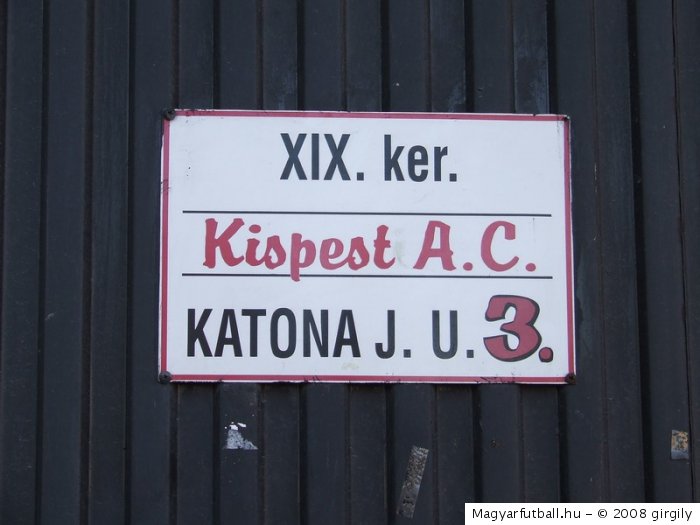 XIX. ker.
Kispest A.C.
KATONA J. U. 3.
Magyarfutball.hu - © 2008 girgily